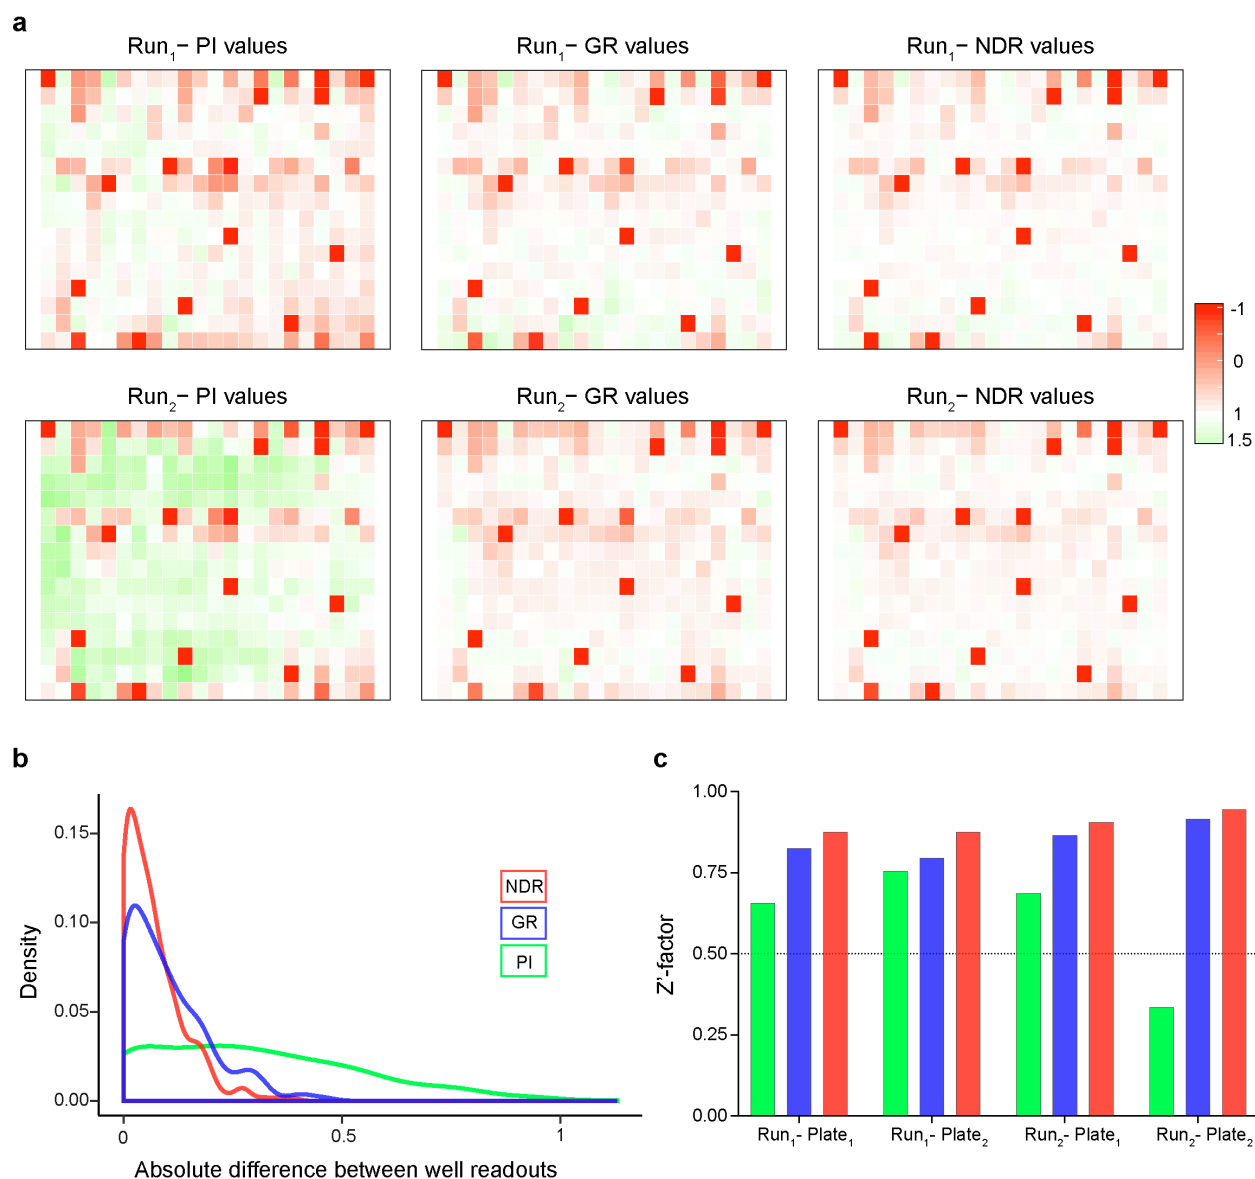 a
Run₁− PI values
Run₁− GR values
Run₁− NDR values
-1
0
1
1.5
Run₂− PI values
Run₂− GR values
Run₂− NDR values
b
Density
0.15
0.10
0.05
0.00
0
0.5
1
Absolute difference between well readouts
NDR
GR
PI
c
Z'-factor
1.00
0.75
0.50
0.25
0.00
Run₁- Plate₁
Run₁- Plate₂
Run₂- Plate₁
Run₂- Plate₂